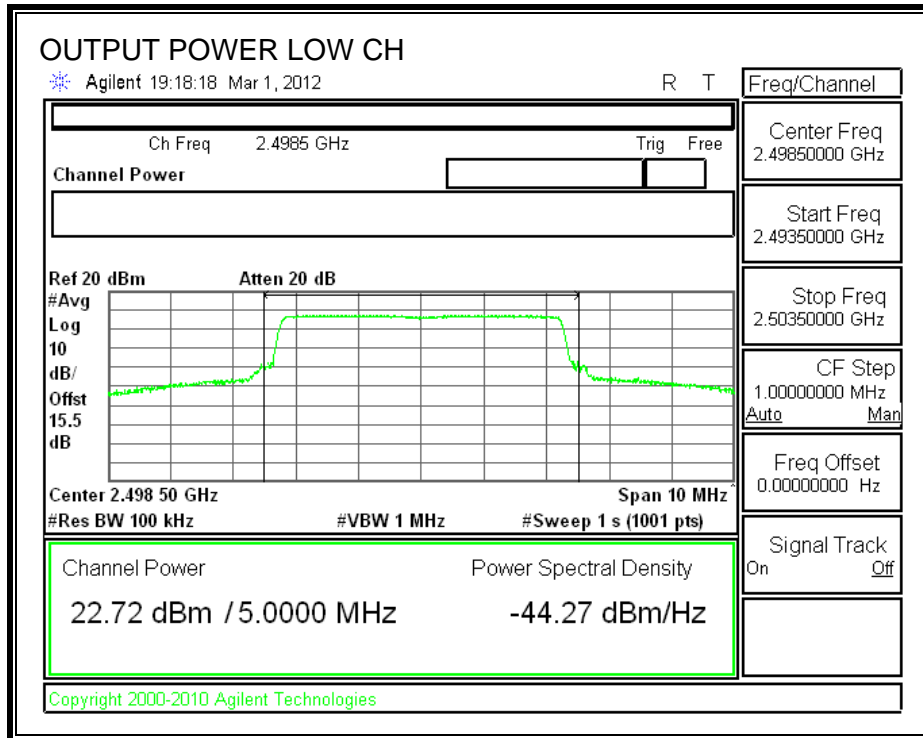 OUTPUT POWER LOW CH
Agilent 19:18:18 Mar 1, 2012
R T
Ch Freq 2.4985 GHz
Trig Free
Channel Power
Ref 20 dBm
Atten 20 dB
#Avg
Log
10
dB/
Offst
15.5
dB
Center 2.498 50 GHz
Span 10 MHz
#Res BW 100 kHz
#VBW 1 MHz
#Sweep 1 s (1001 pts)
Channel Power
Power Spectral Density
22.72 dBm / 5.0000 MHz
-44.27 dBm/Hz
Copyright 2000-2010 Agilent Technologies
Freq/Channel
Center Freq
2.49850000 GHz
Start Freq
2.49350000 GHz
Stop Freq
2.50350000 GHz
CF Step
1.00000000 MHz
Auto Man
Freq Offset
0.00000000 Hz
Signal Track
On Off